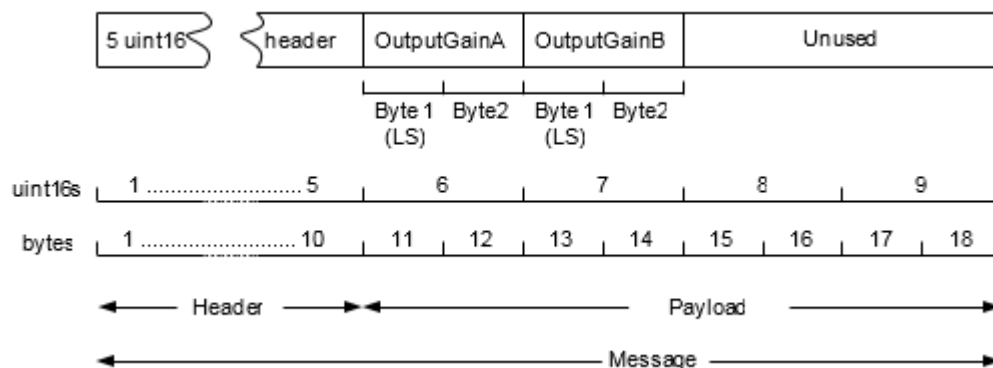 5 uint16 header OutputGainA OutputGainB Unused
Byte 1 Byte2 Byte 1 Byte2
(LS) (LS)
uint16s 1 ............................ 5 6 7 8 9
bytes 1 ............................ 10 11 12 13 14 15 16 17 18
Header Payload
Message